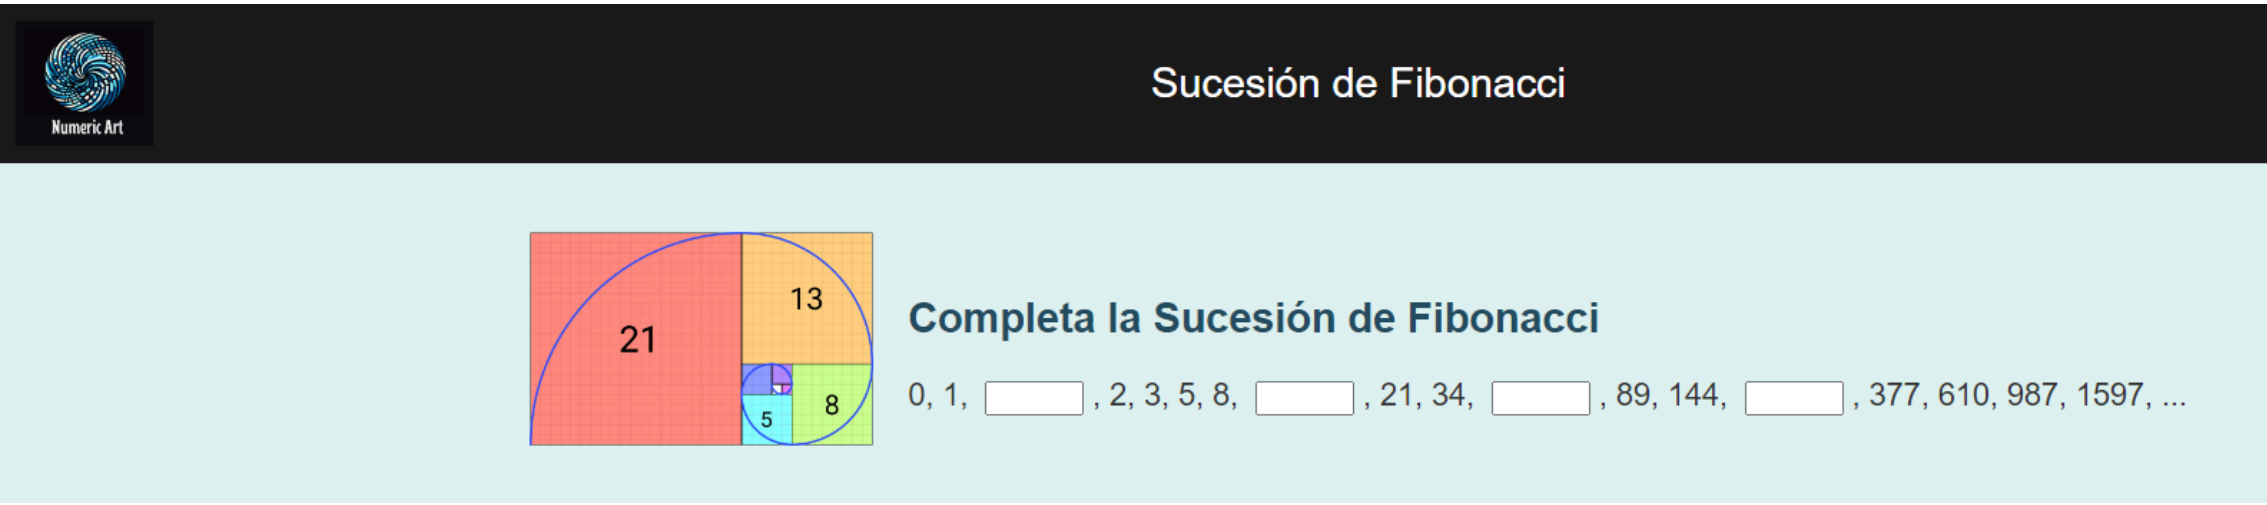 Numeric Art
Sucesión de Fibonacci
21
13
8
5
Completa la Sucesión de Fibonacci
0, 1, , 2, 3, 5, 8, , 21, 34, , 89, 144, , 377, 610, 987, 1597, ...